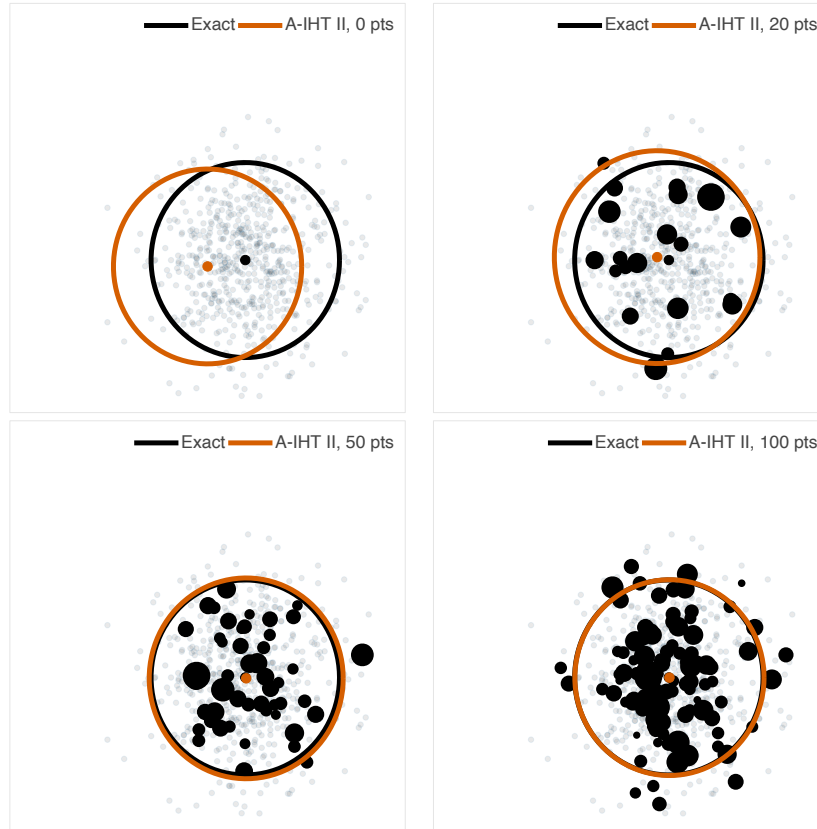 Exact A-IHT II, 0 pts
Exact A-IHT II, 20 pts
Exact A-IHT II, 50 pts
Exact A-IHT II, 100 pts